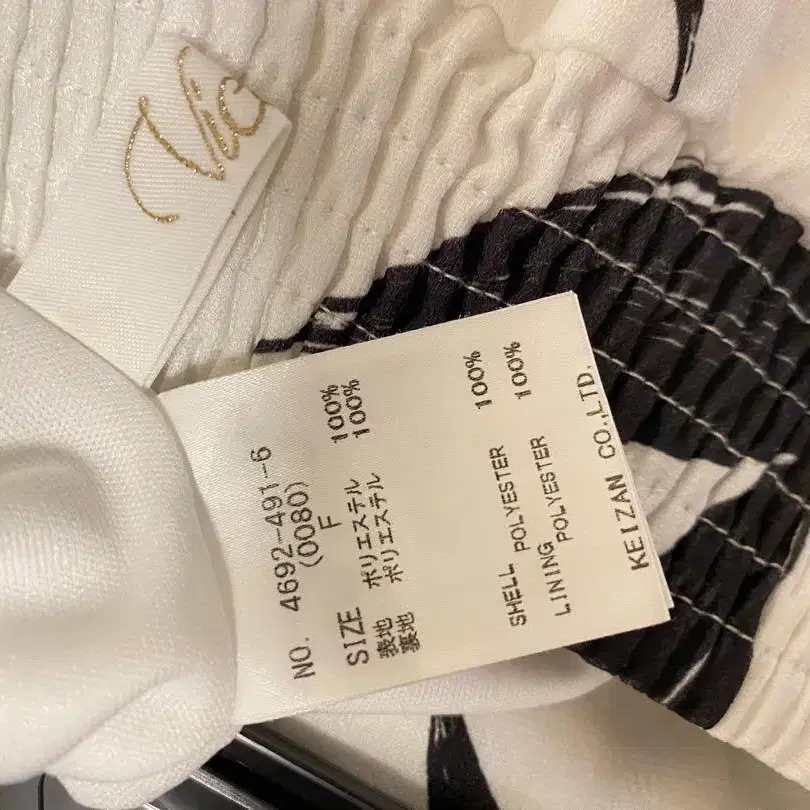 Vic
NO. 4692-491-6
(0080)
SIZE F
表地 ポリエステル 100%
裏地 ポリエステル 100%
SHELL
POLYESTER 100%
LINING
POLYESTER 100%
KEIZAN CO.,LTD.